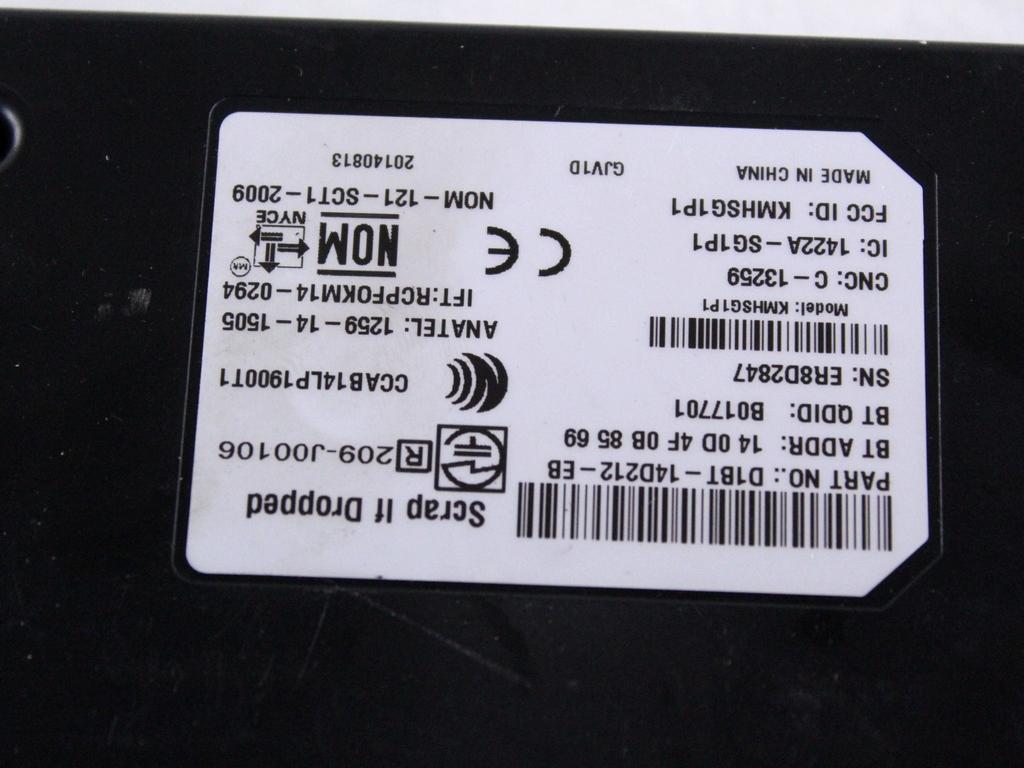 Scrap If Dropped
PART NO.: D1BT-14D212-EB
BT ADDR: 14 0D 4F 0B 85 69
R 209-J00106
BT QDID: B017701
SN: ER8D2847
CCAB14LP1900T1
Model: KMHSG1P1
ANATEL: 1259-14-1505
CNC: C-13259
IFT:RCPFOKM14-0294
IC: 1422A-SG1P1
CE
NOM
MR
NYCE
FCC ID: KMHSG1P1
NOM-121-SCT1-2009
MADE IN CHINA
GJV1D
20140813